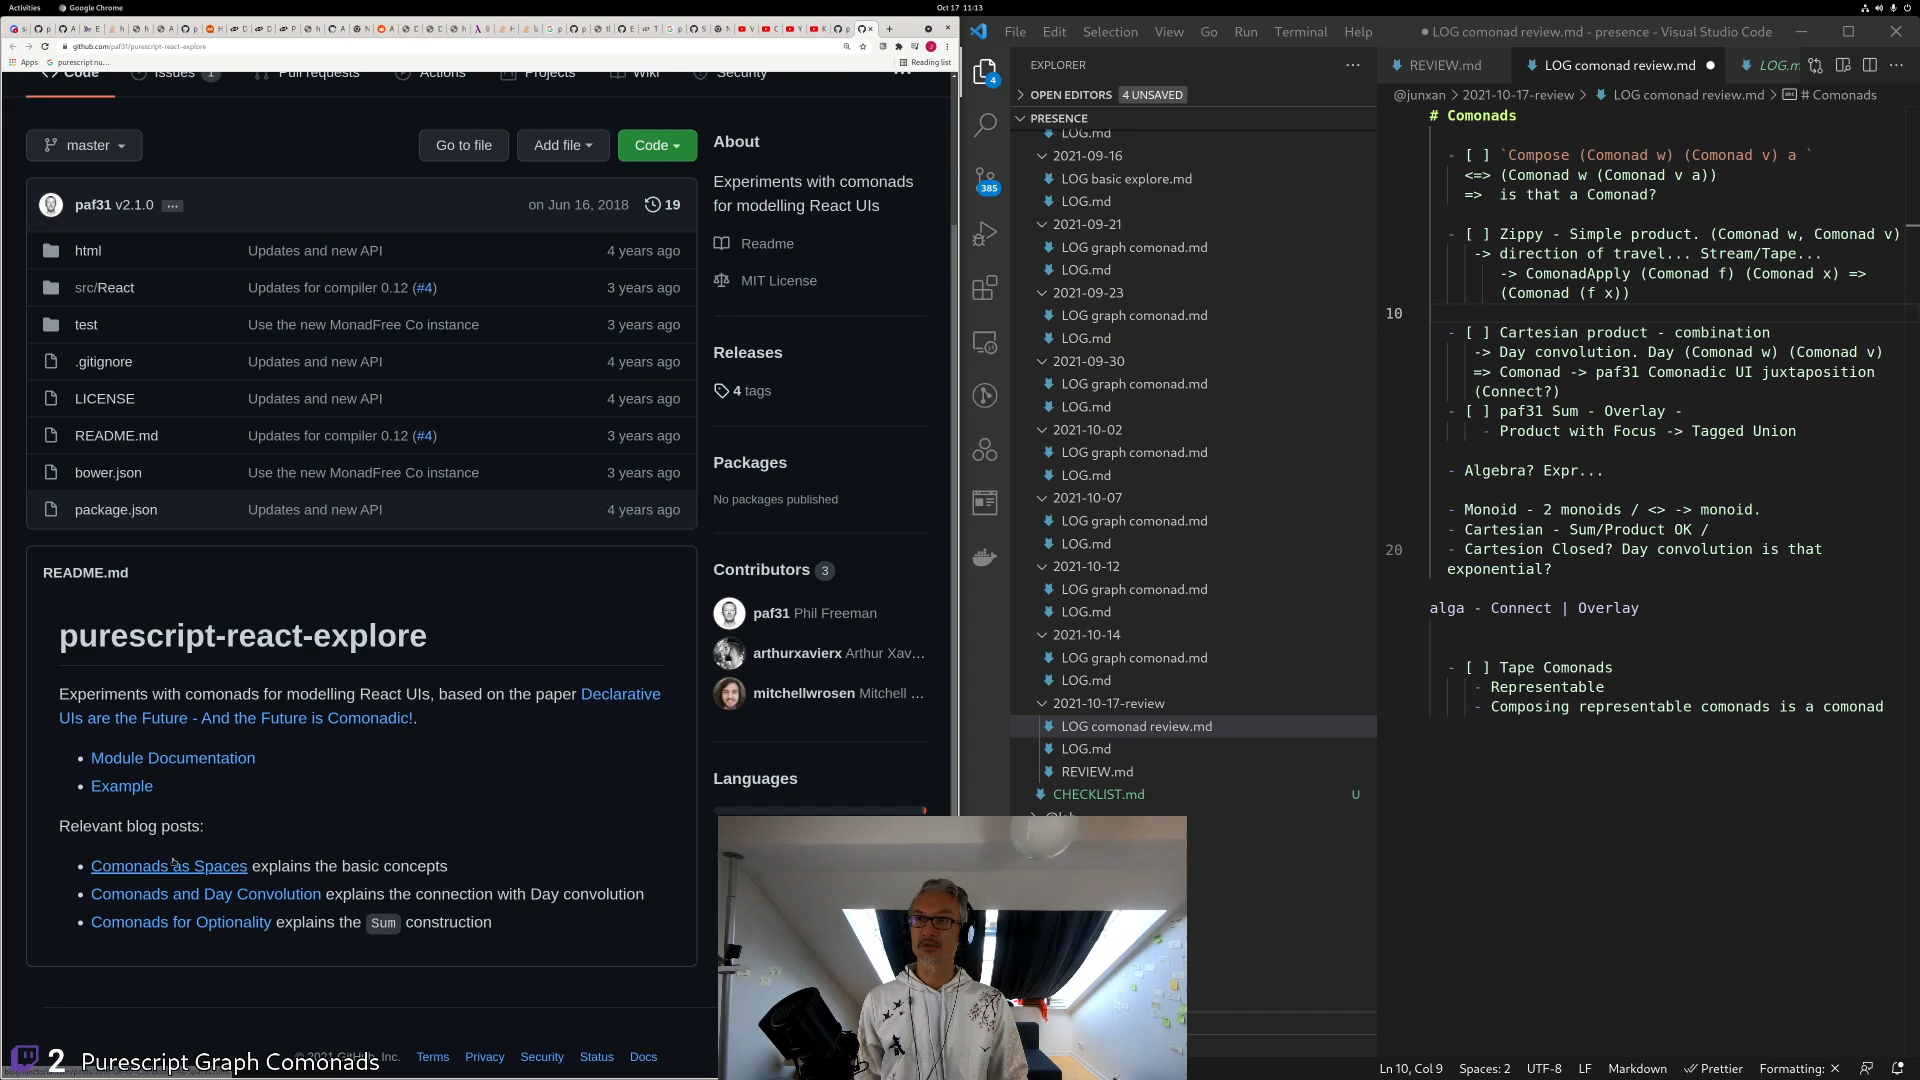 Activities
Google Chrome
Oct 17 11:13
github.com/paf31/purescript-react-explore
Apps
purescript nu...
Reading list
Code
Issues 1
Pull requests
Actions
Projects
Wiki
Security
master
Go to file
Add file
Code
paf31 v2.1.0 ...
on Jun 16, 2018
19
html
Updates and new API
4 years ago
src/React
Updates for compiler 0.12 (#4)
3 years ago
test
Use the new MonadFree Co instance
3 years ago
.gitignore
Updates and new API
4 years ago
LICENSE
Updates and new API
4 years ago
README.md
Updates for compiler 0.12 (#4)
3 years ago
bower.json
Use the new MonadFree Co instance
3 years ago
package.json
Updates and new API
4 years ago
README.md
purescript-react-explore
Experiments with comonads for modelling React UIs, based on the paper Declarative
UIs are the Future - And the Future is Comonadic!.
Module Documentation
Example
Relevant blog posts:
Comonads as Spaces explains the basic concepts
Comonads and Day Convolution explains the connection with Day convolution
Comonads for Optionality explains the Sum construction
© 2021 GitHub, Inc.
Terms
Privacy
Security
Status
Docs
2 Purescript Graph Comonads
About
Experiments with comonads
for modelling React UIs
Readme
MIT License
Releases
4 tags
Packages
No packages published
Contributors 3
paf31 Phil Freeman
arthurxavierx Arthur Xav...
mitchellwrosen Mitchell ...
Languages
File
Edit
Selection
View
Go
Run
Terminal
Help
● LOG comonad review.md - presence - Visual Studio Code
4
385
EXPLORER
OPEN EDITORS
4 UNSAVED
PRESENCE
LOG.md
2021-09-16
LOG basic explore.md
LOG.md
2021-09-21
LOG graph comonad.md
LOG.md
2021-09-23
LOG graph comonad.md
LOG.md
2021-09-30
LOG graph comonad.md
LOG.md
2021-10-02
LOG graph comonad.md
LOG.md
2021-10-07
LOG graph comonad.md
LOG.md
2021-10-12
LOG graph comonad.md
LOG.md
2021-10-14
LOG graph comonad.md
LOG.md
2021-10-17-review
LOG comonad review.md
LOG.md
REVIEW.md
CHECKLIST.md
U
REVIEW.md
LOG comonad review.md
LOG.m
@junxan > 2021-10-17-review > LOG comonad review.md > # Comonads
# Comonads
- [ ] `Compose (Comonad w) (Comonad v) a `
<=> (Comonad w (Comonad v a))
=> is that a Comonad?
- [ ] Zippy - Simple product. (Comonad w, Comonad v)
-> direction of travel... Stream/Tape...
-> ComonadApply (Comonad f) (Comonad x) =>
(Comonad (f x))
10
- [ ] Cartesian product - combination
-> Day convolution. Day (Comonad w) (Comonad v)
=> Comonad -> paf31 Comonadic UI juxtaposition
(Connect?)
- [ ] paf31 Sum - Overlay -
- Product with Focus -> Tagged Union
- Algebra? Expr...
- Monoid - 2 monoids / <> -> monoid.
- Cartesian - Sum/Product OK /
20
- Cartesion Closed? Day convolution is that
exponential?
alga - Connect | Overlay
- [ ] Tape Comonads
- Representable
- Composing representable comonads is a comonad
Ln 10, Col 9
Spaces: 2
UTF-8
LF
Markdown
Prettier
Formatting: ×